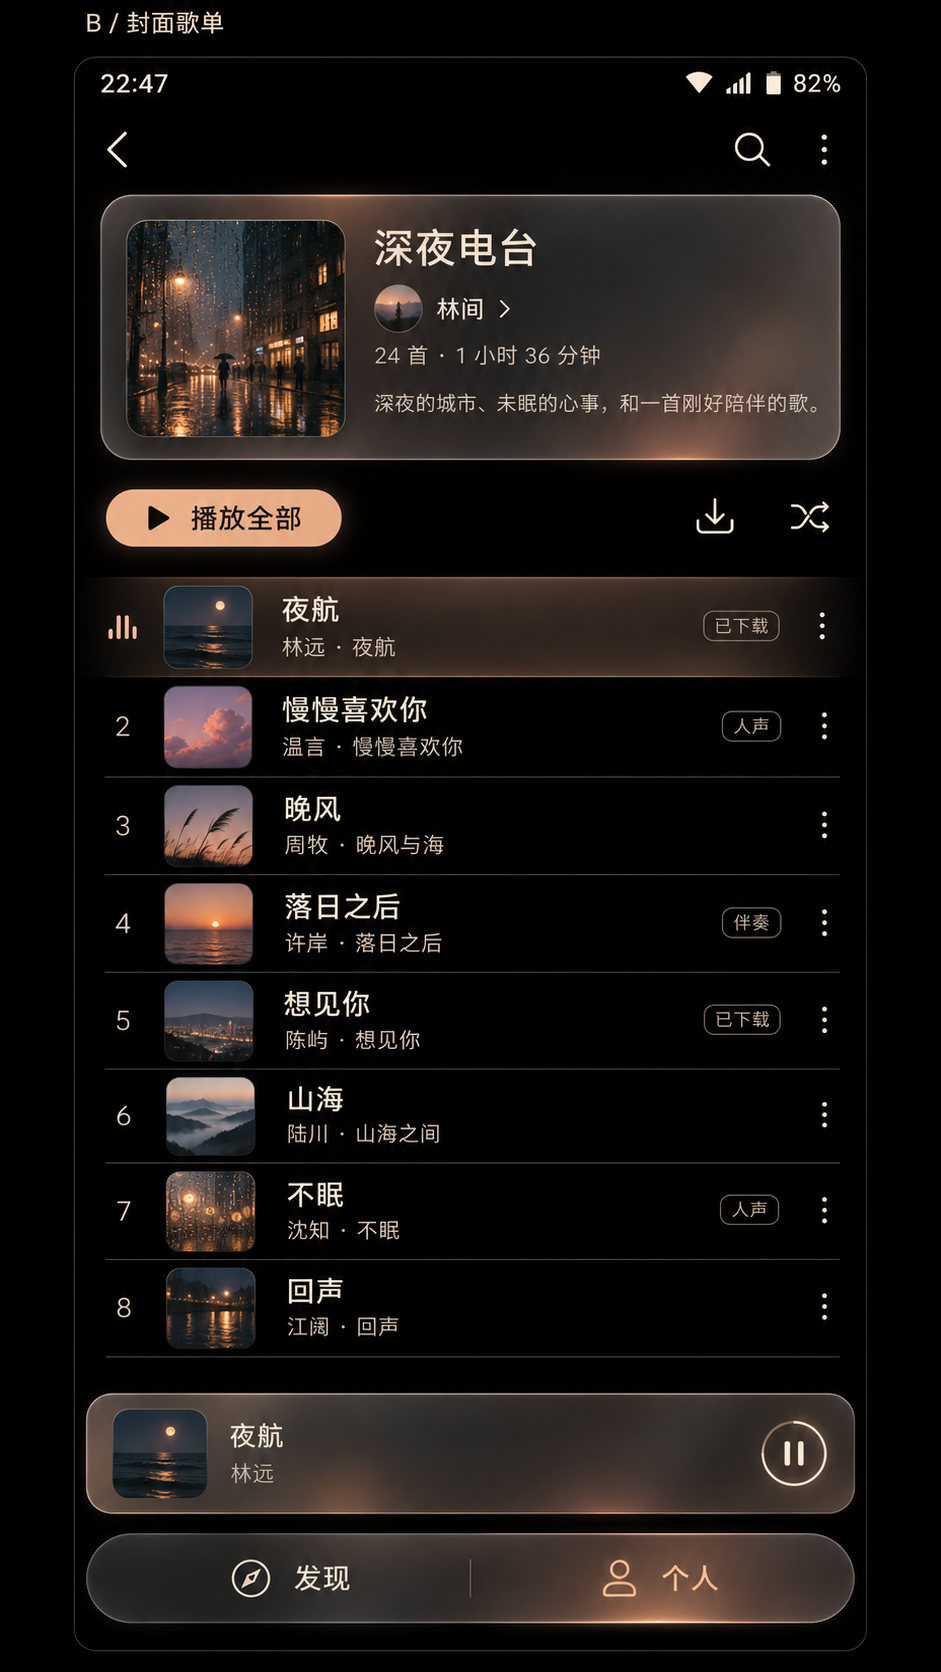 B / 封面歌单
22:47
82%
深夜电台
林间
24 首 · 1 小时 36 分钟
深夜的城市、未眠的心事，和一首刚好陪伴的歌。
播放全部
夜航
林远 · 夜航
已下载
2
慢慢喜欢你
温言 · 慢慢喜欢你
人声
3
晚风
周牧 · 晚风与海
4
落日之后
许岸 · 落日之后
伴奏
5
想见你
陈屿 · 想见你
已下载
6
山海
陆川 · 山海之间
7
不眠
沈知 · 不眠
人声
8
回声
江阔 · 回声
夜航
林远
发现
个人